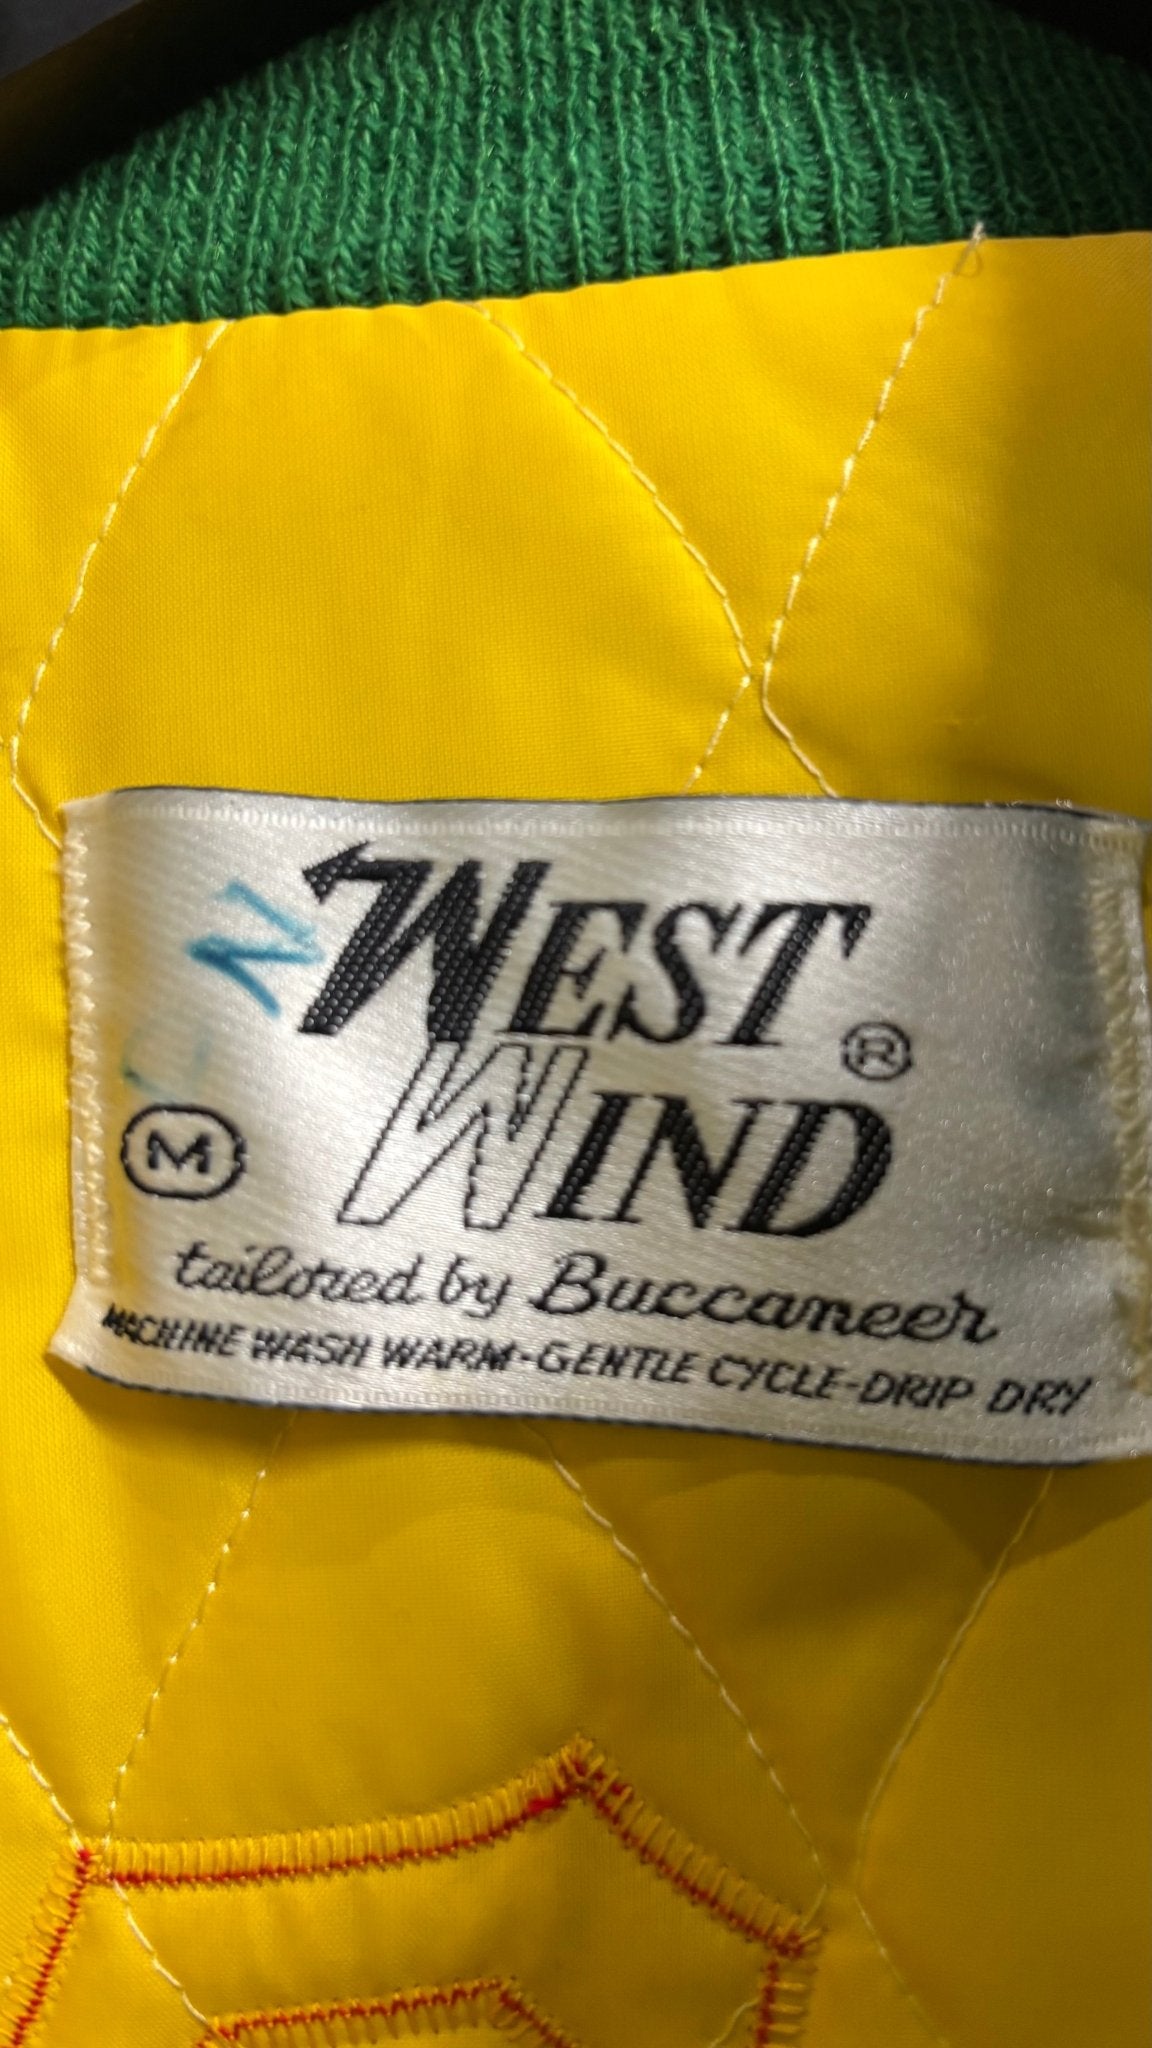 WEST
WIND ®
M
tailored by Buccaneer
MACHINE WASH WARM-GENTLE CYCLE-DRIP DRY